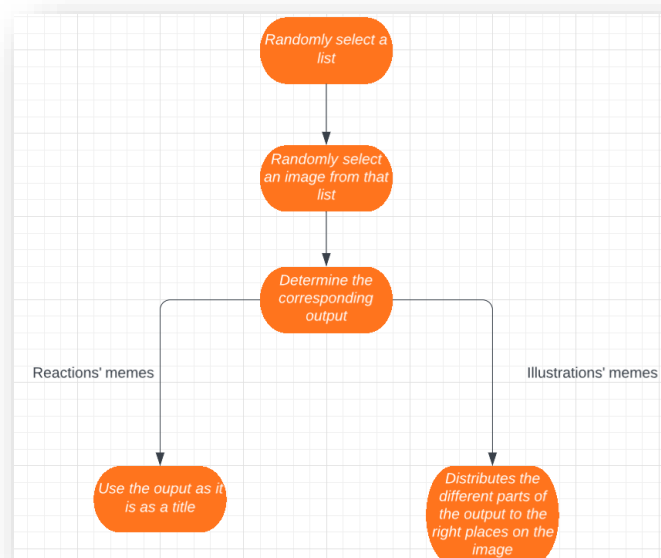 Randomly select a
list
Randomly select
an image from that
list
Determine the
corresponding
output
Reactions' memes
Illustrations' memes
Use the ouput as it
is as a title
Distributes the
different parts of
the output to the
right places on the
image